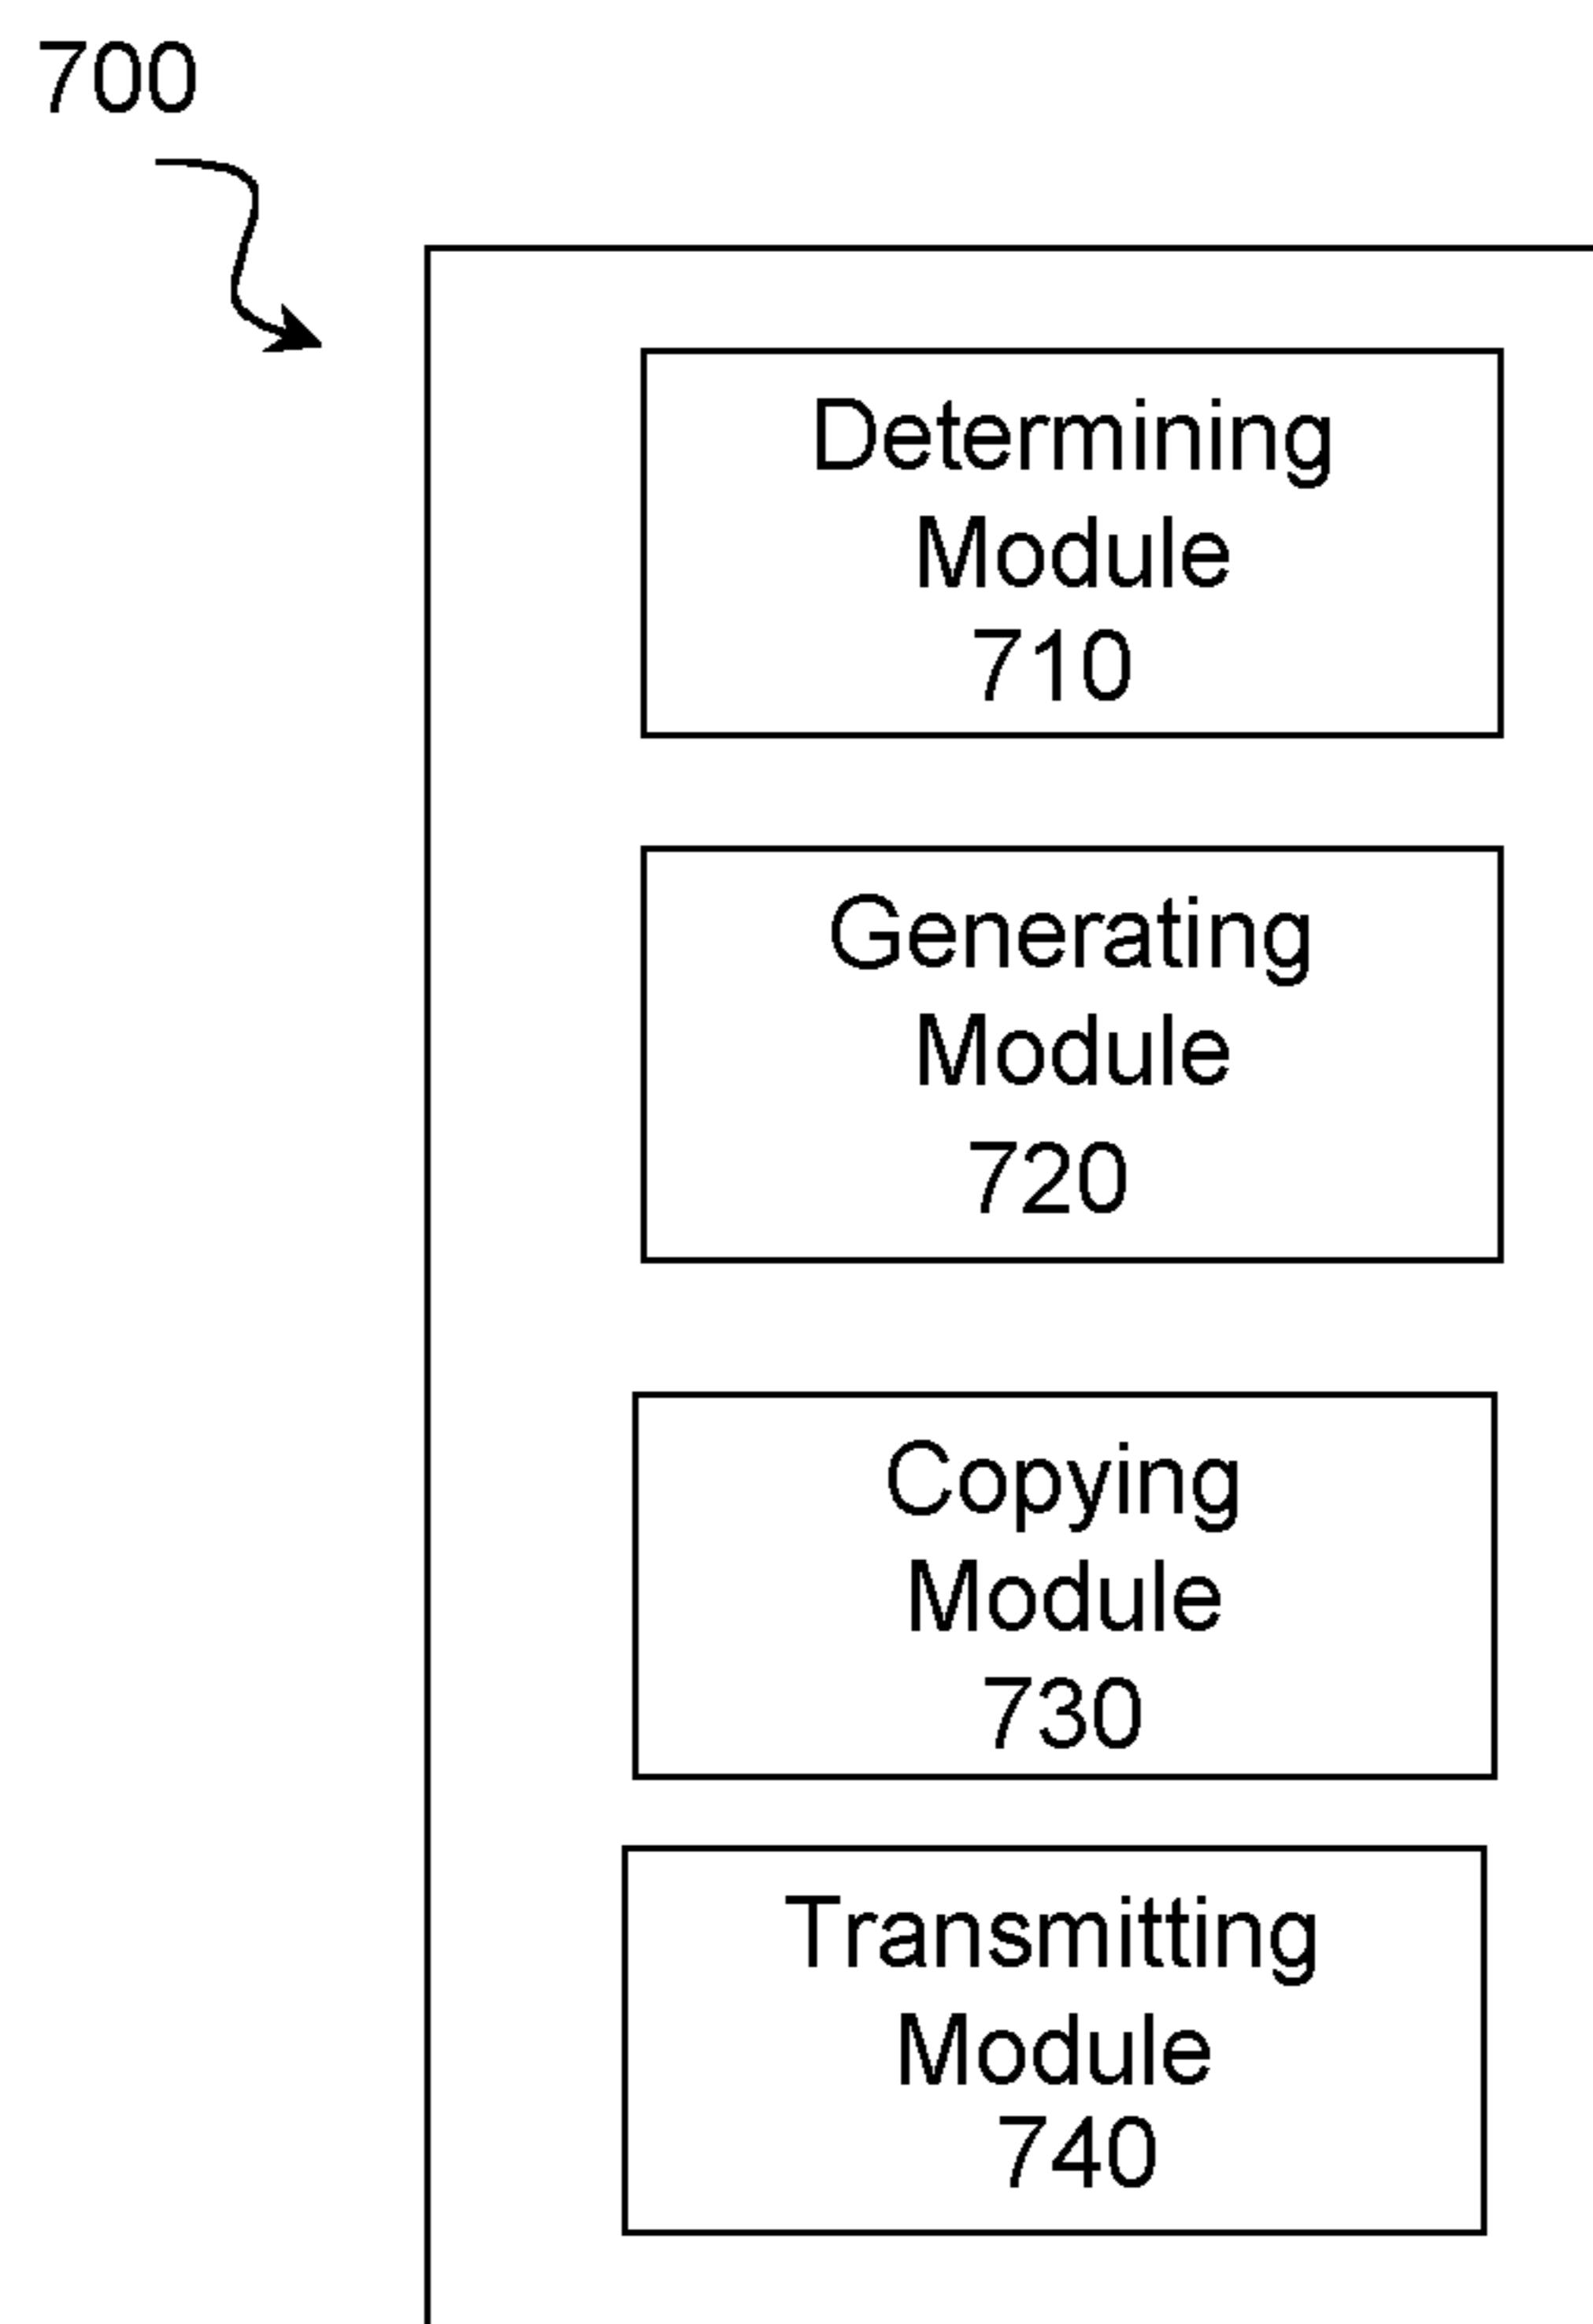 700
Determining
Module
710
Generating
Module
720
Copying
Module
730
Transmitting
Module
740